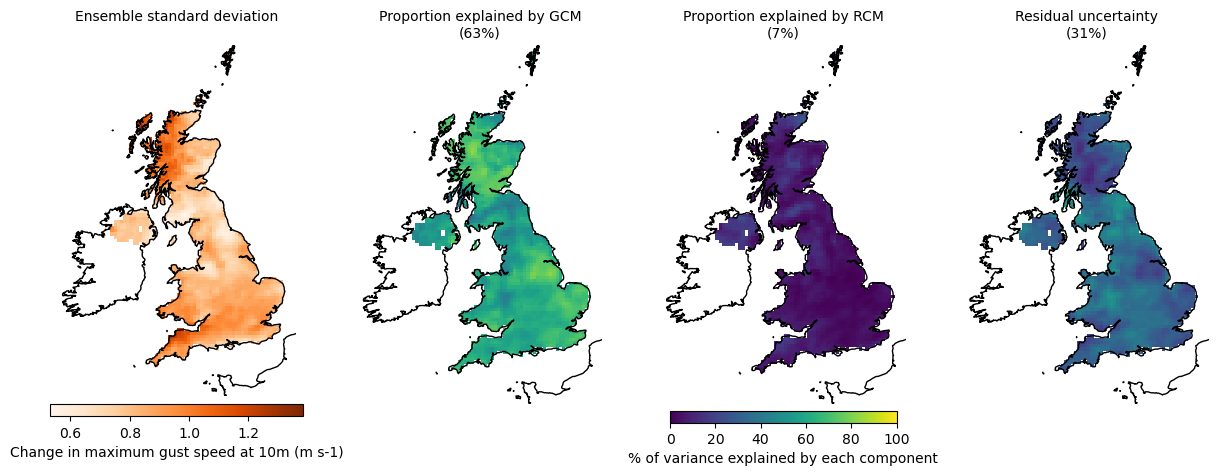 Ensemble standard deviation
Proportion explained by GCM
(63%)
Proportion explained by RCM
(7%)
Residual uncertainty
(31%)
0.6 0.8 1.0 1.2
Change in maximum gust speed at 10m (m s-1)
0 20 40 60 80 100
% of variance explained by each component